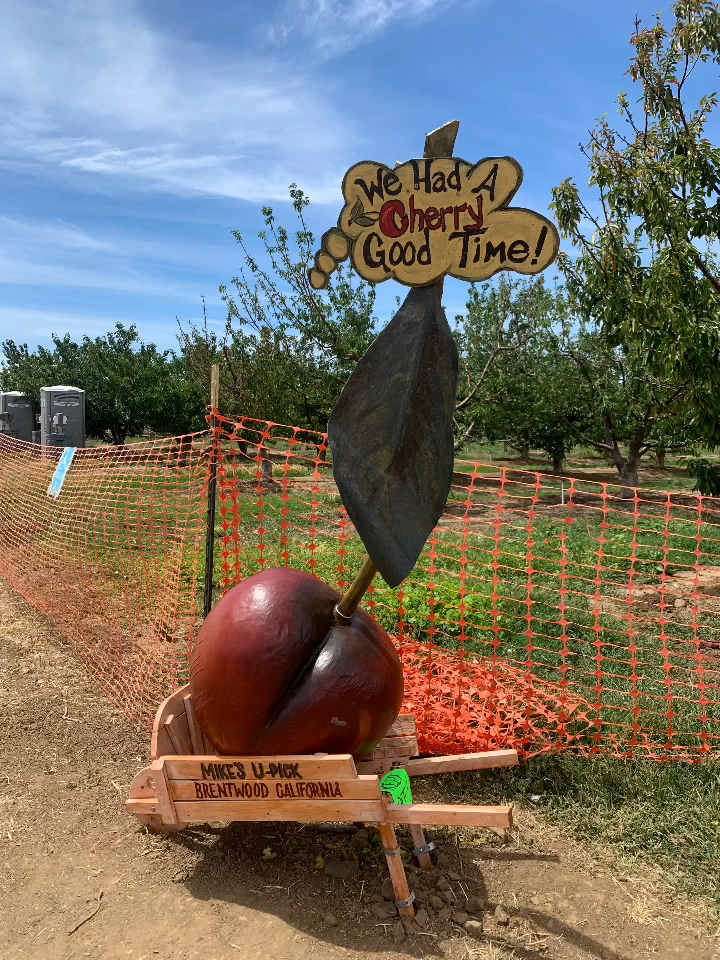 We Had A
Cherry
Good Time!
MIKE'S U-PICK
BRENTWOOD CALIFORNIA